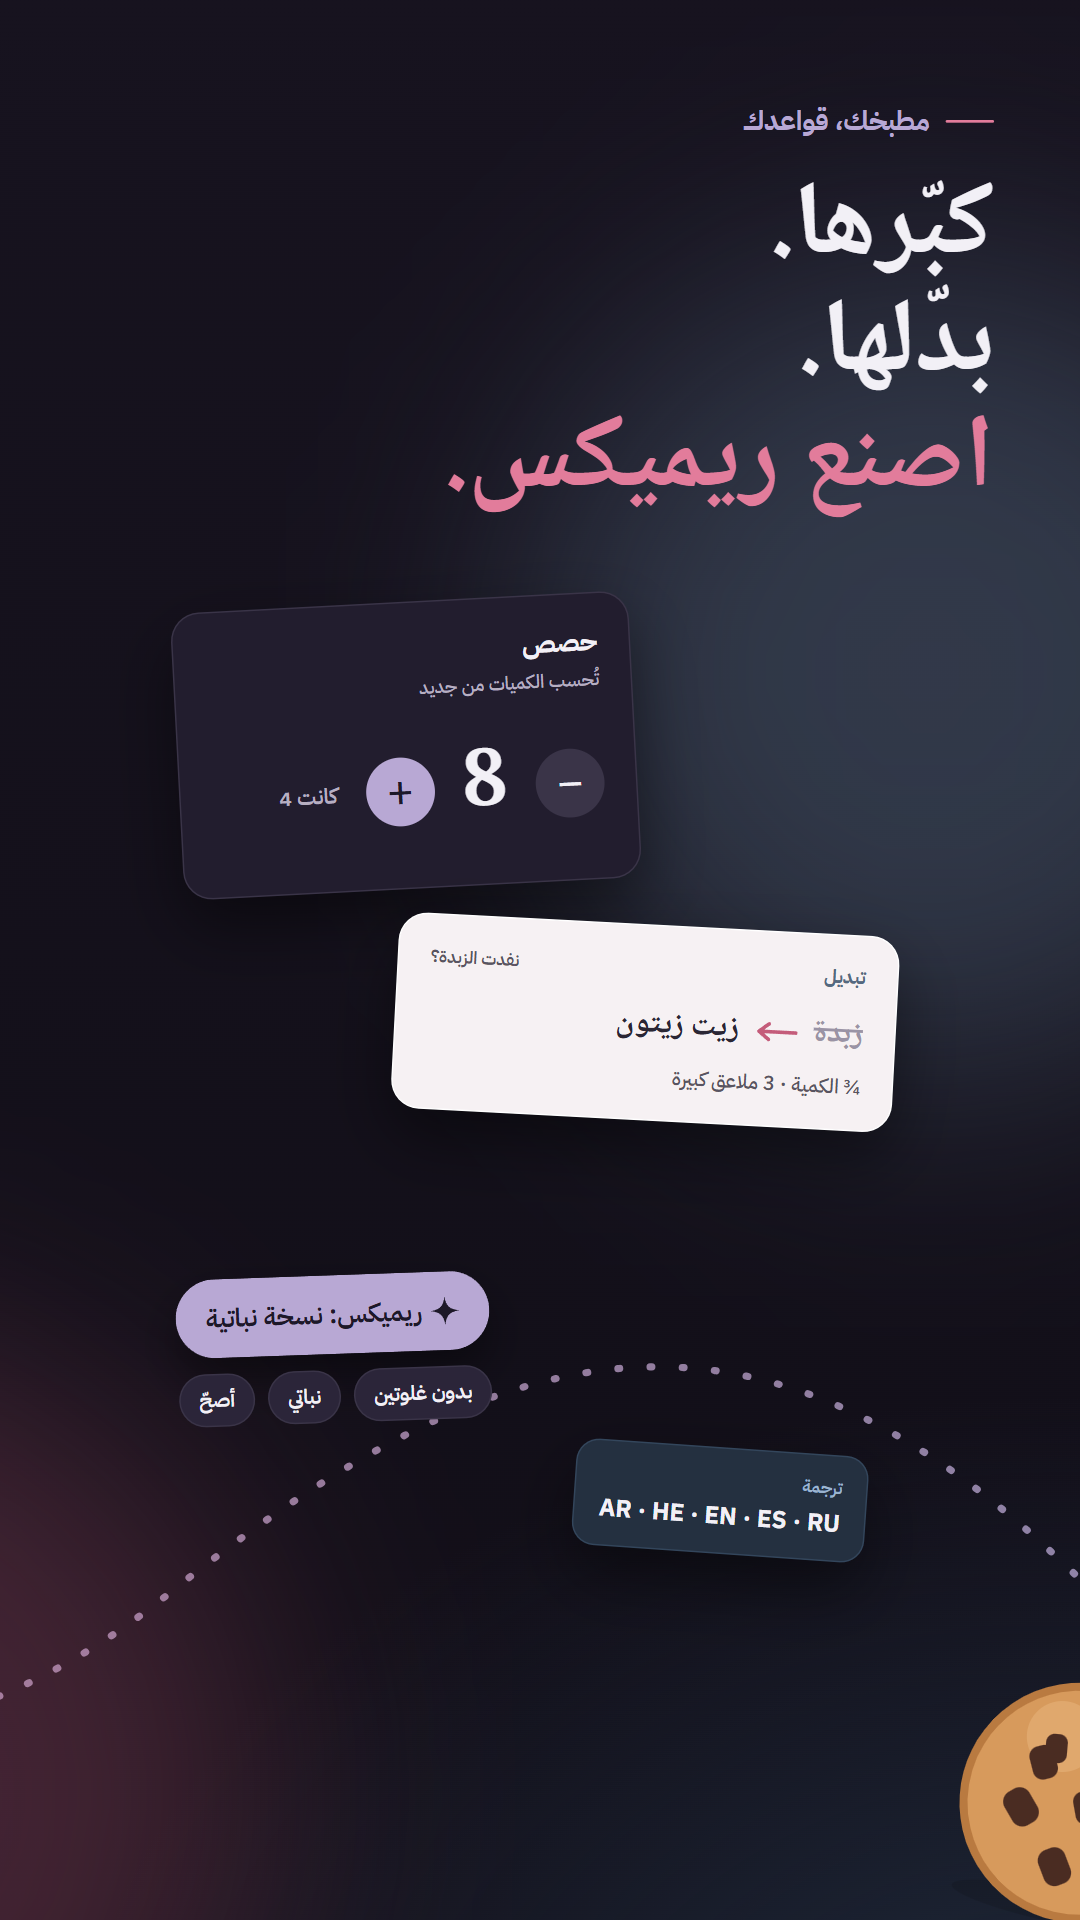 مطبخك، قواعدك
كبّرها.
بدّلها.
اصنع ريميكس.
حصص
تُحسب الكميات من جديد
− 8 + كانت 4
تبديل نفدت الزبدة؟
زبدة ← زيت زيتون
¾ الكمية · 3 ملاعق كبيرة
✦ ريميكس: نسخة نباتية
بدون غلوتين نباتي أصحّ
ترجمة
AR · HE · EN · ES · RU